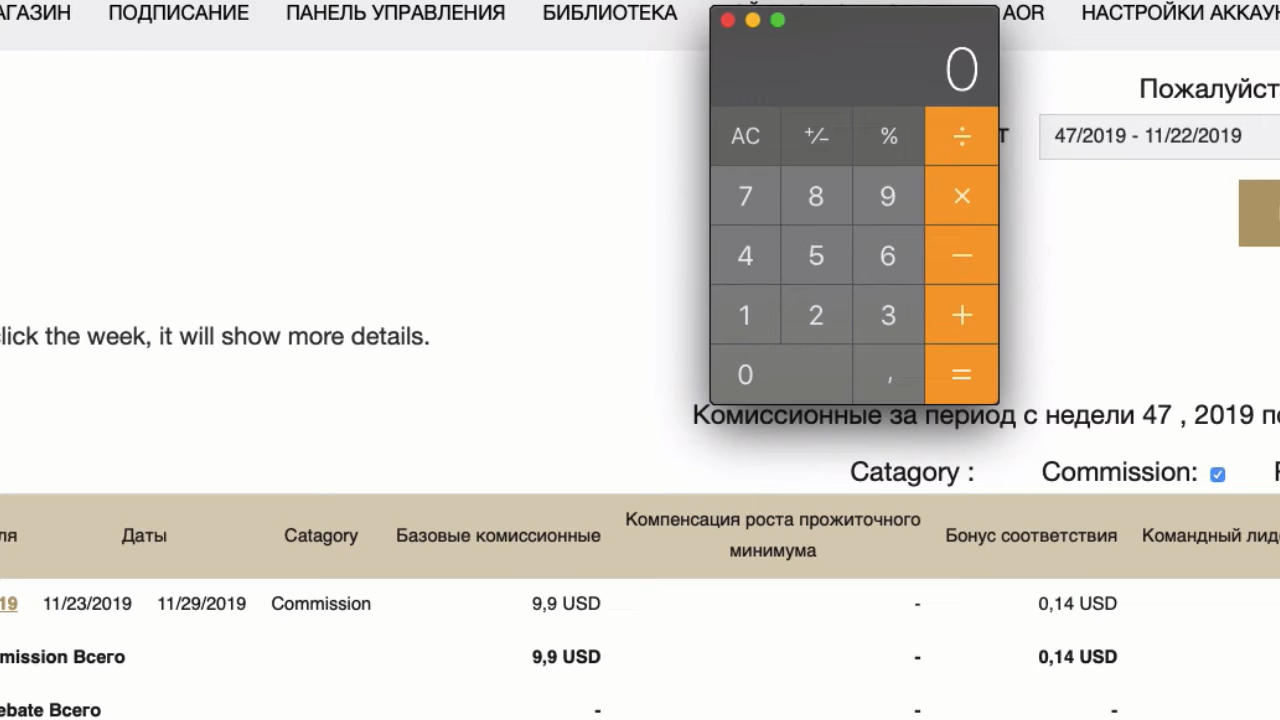 АГАЗИН ПОДПИСАНИЕ ПАНЕЛЬ УПРАВЛЕНИЯ БИБЛИОТЕКА AOR НАСТРОЙКИ АККАУН
0
Пожалуйст
AC +/− % ÷
т 47/2019 - 11/22/2019
7 8 9 ×
4 5 6 −
1 2 3 +
lick the week, it will show more details.
0 , =
Комиссионные за период с недели 47 , 2019 по
Catagory : Commission:
ля Даты Catagory Базовые комиссионные Компенсация роста прожиточного минимума Бонус соответствия Командный лид
19 11/23/2019 11/29/2019 Commission 9,9 USD - 0,14 USD
mission Всего 9,9 USD - 0,14 USD
ebate Всего - - -